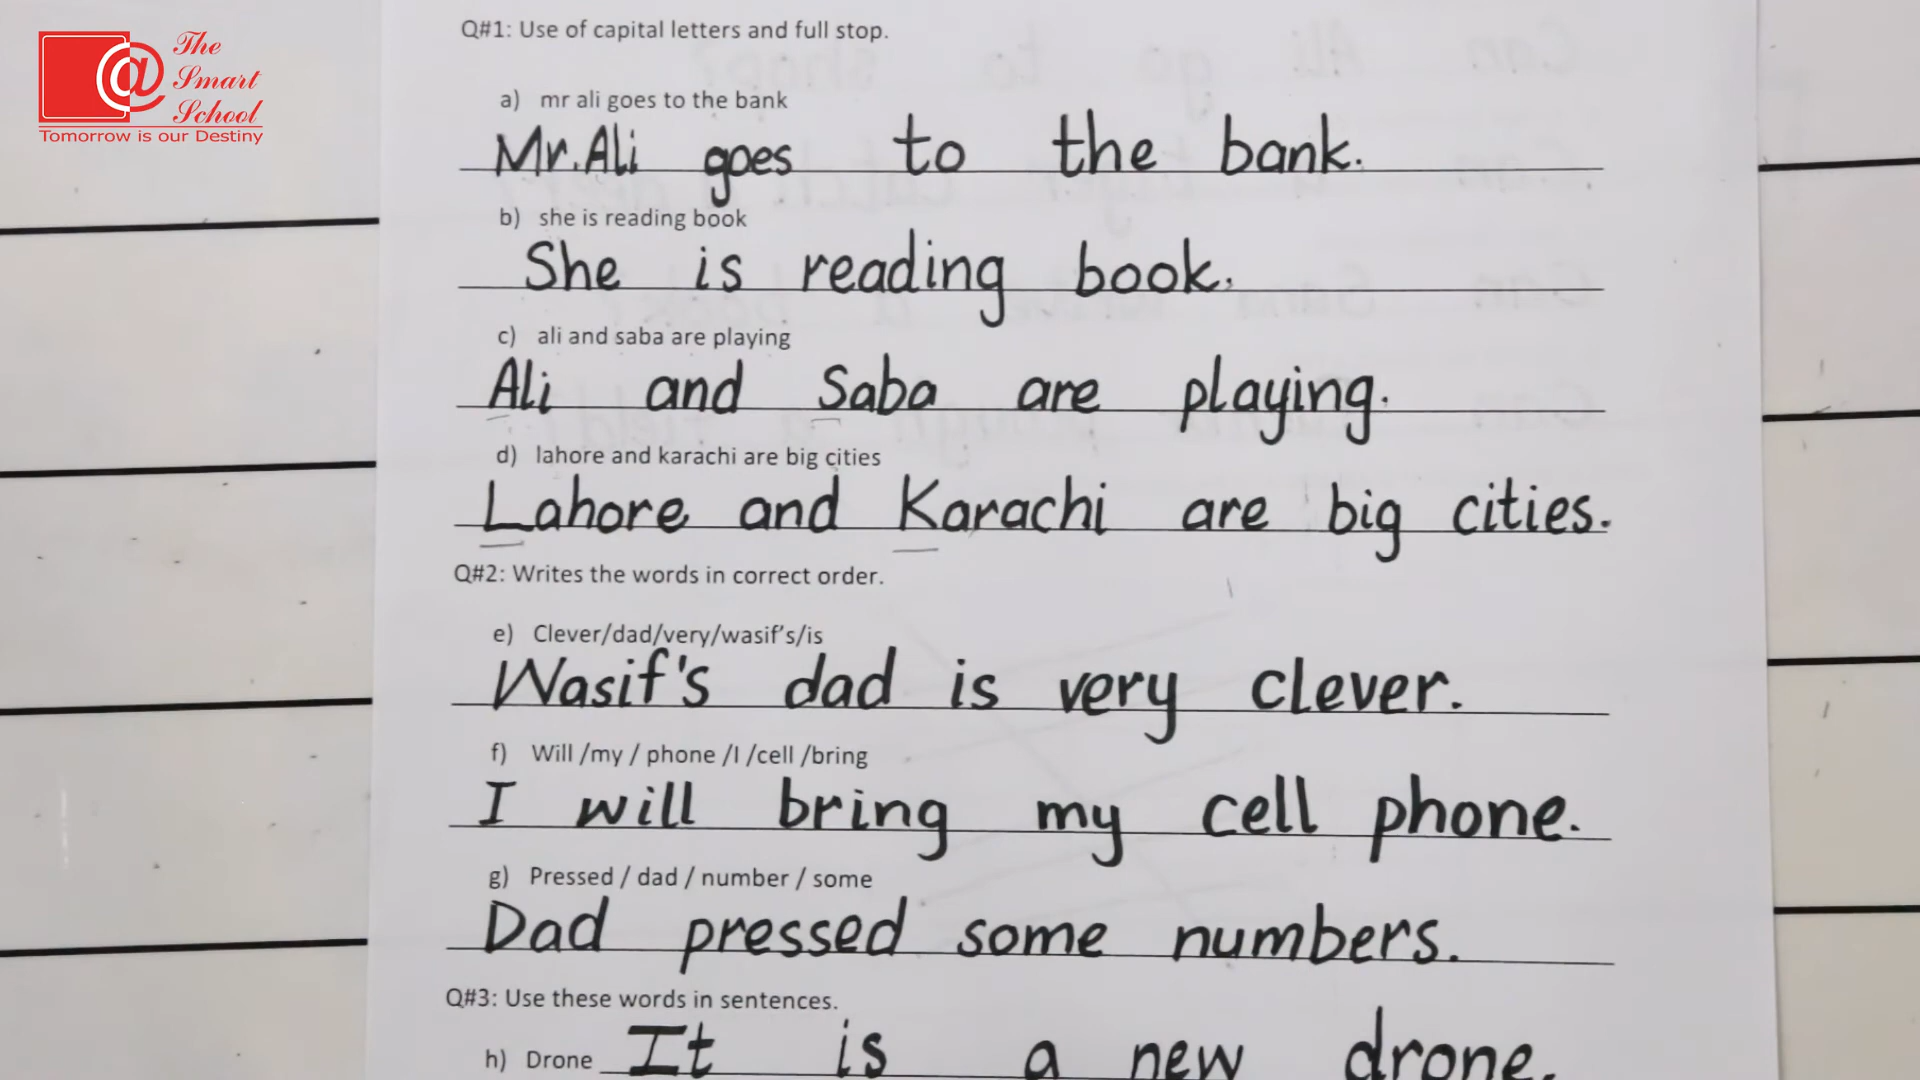 The
Smart
School
Tomorrow is our Destiny
Q#1: Use of capital letters and full stop.
a) mr ali goes to the bank
Mr.Ali goes to the bank.
b) she is reading book
She is reading book.
c) ali and saba are playing
Ali and Saba are playing.
d) lahore and karachi are big cities
Lahore and Karachi are big cities.
Q#2: Writes the words in correct order.
e) Clever/dad/very/wasif's/is
Wasif's dad is very clever.
f) Will /my / phone /I /cell /bring
I will bring my cell phone.
g) Pressed / dad / number / some
Dad pressed some numbers.
Q#3: Use these words in sentences.
h) Drone It is a new drone.